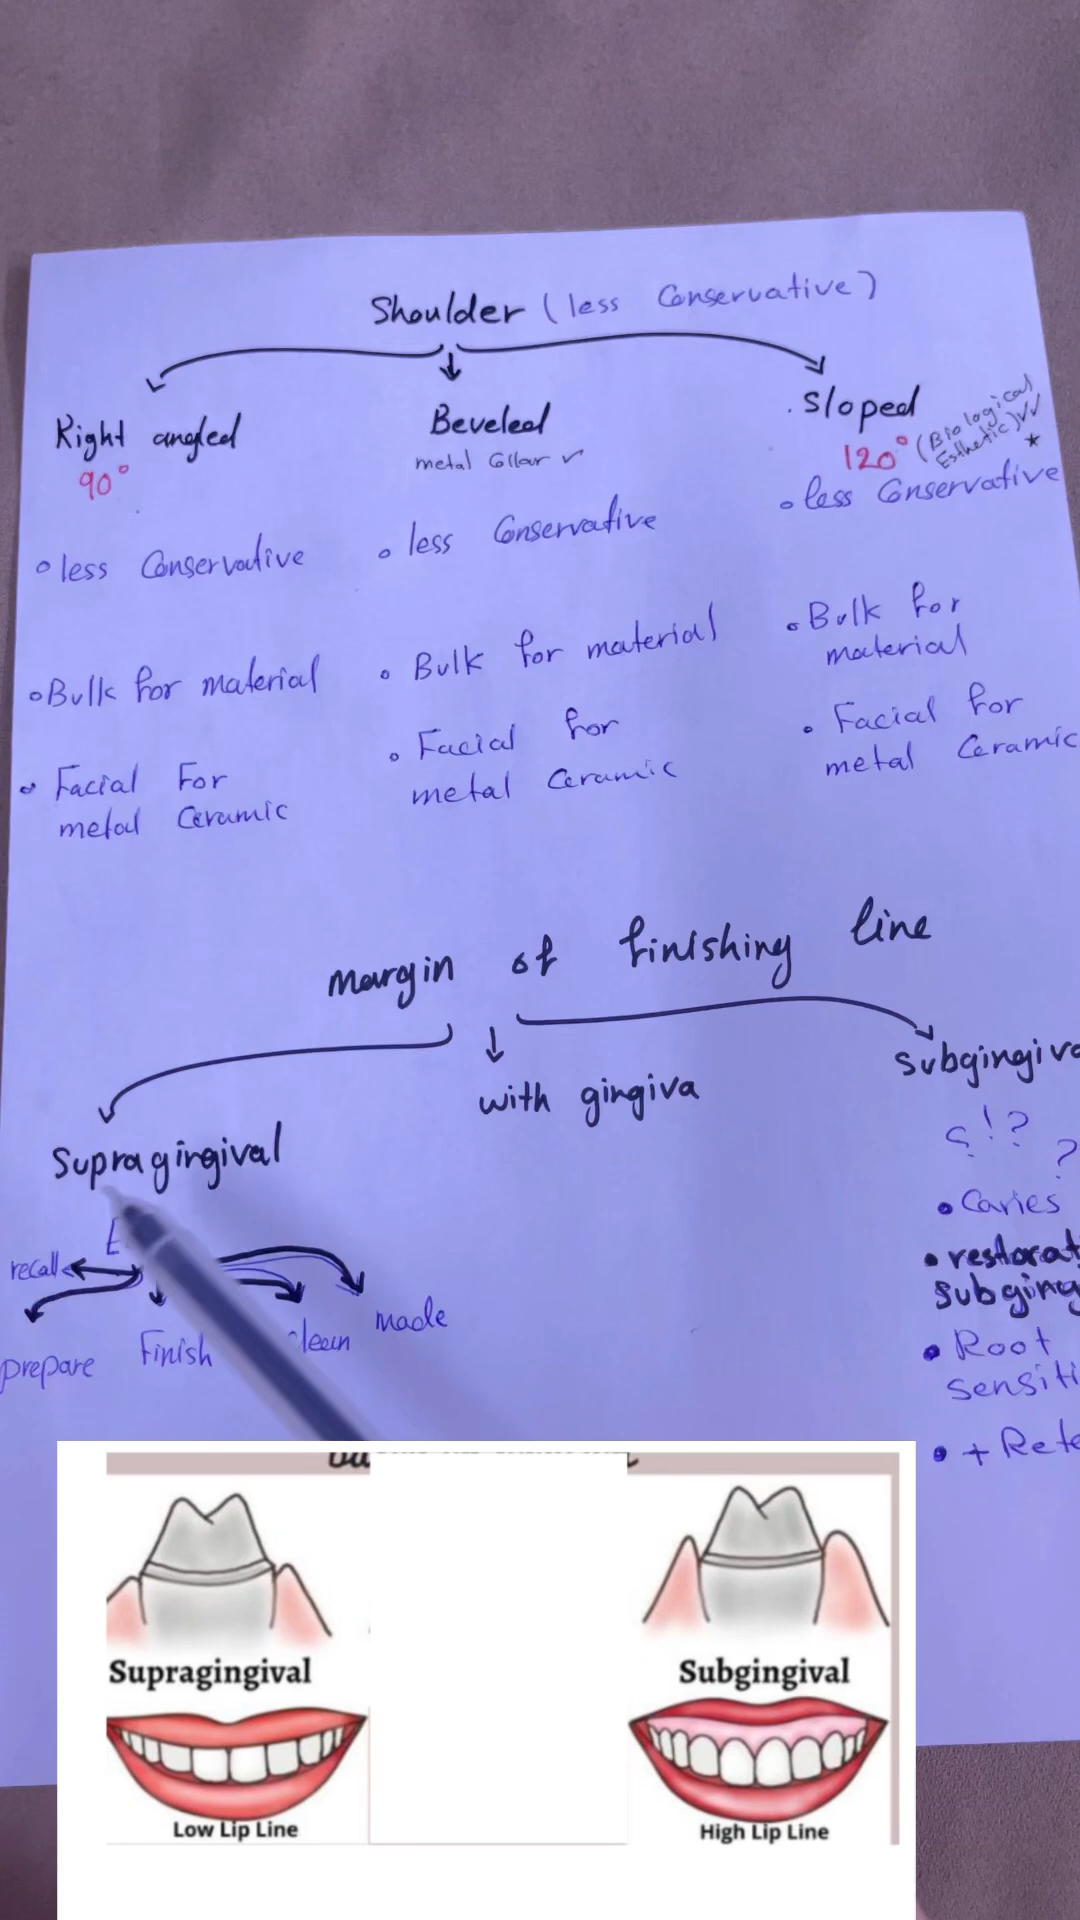 Shoulder (less Conservative)
Right angled
90°
Beveled
metal Collar ✓
. Sloped
120° (Biological
Esthetic) ✓✓
★
• less Conservative
• less Conservative
• less Conservative
• Bulk for material
• Bulk for material
• Bulk for
material
• Facial For
metal Ceramic
• Facial for
metal Ceramic
• Facial for
metal Ceramic
margin of finishing line
Supragingival
with gingiva
Subgingiva
?!?
?
• Caries
• restorat
subging
• Root
sensiti
• + Rete
E
recall
prepare
Finish
clean
made
Supragingival
Subgingival
Low Lip Line
High Lip Line